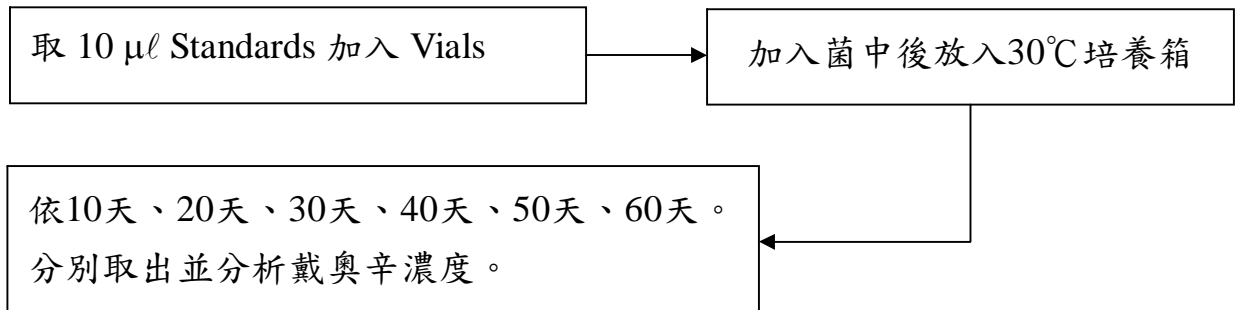 取 10 μℓ Standards 加入 Vials
加入菌中後放入30℃培養箱
依10天、20天、30天、40天、50天、60天。
分別取出並分析戴奧辛濃度。